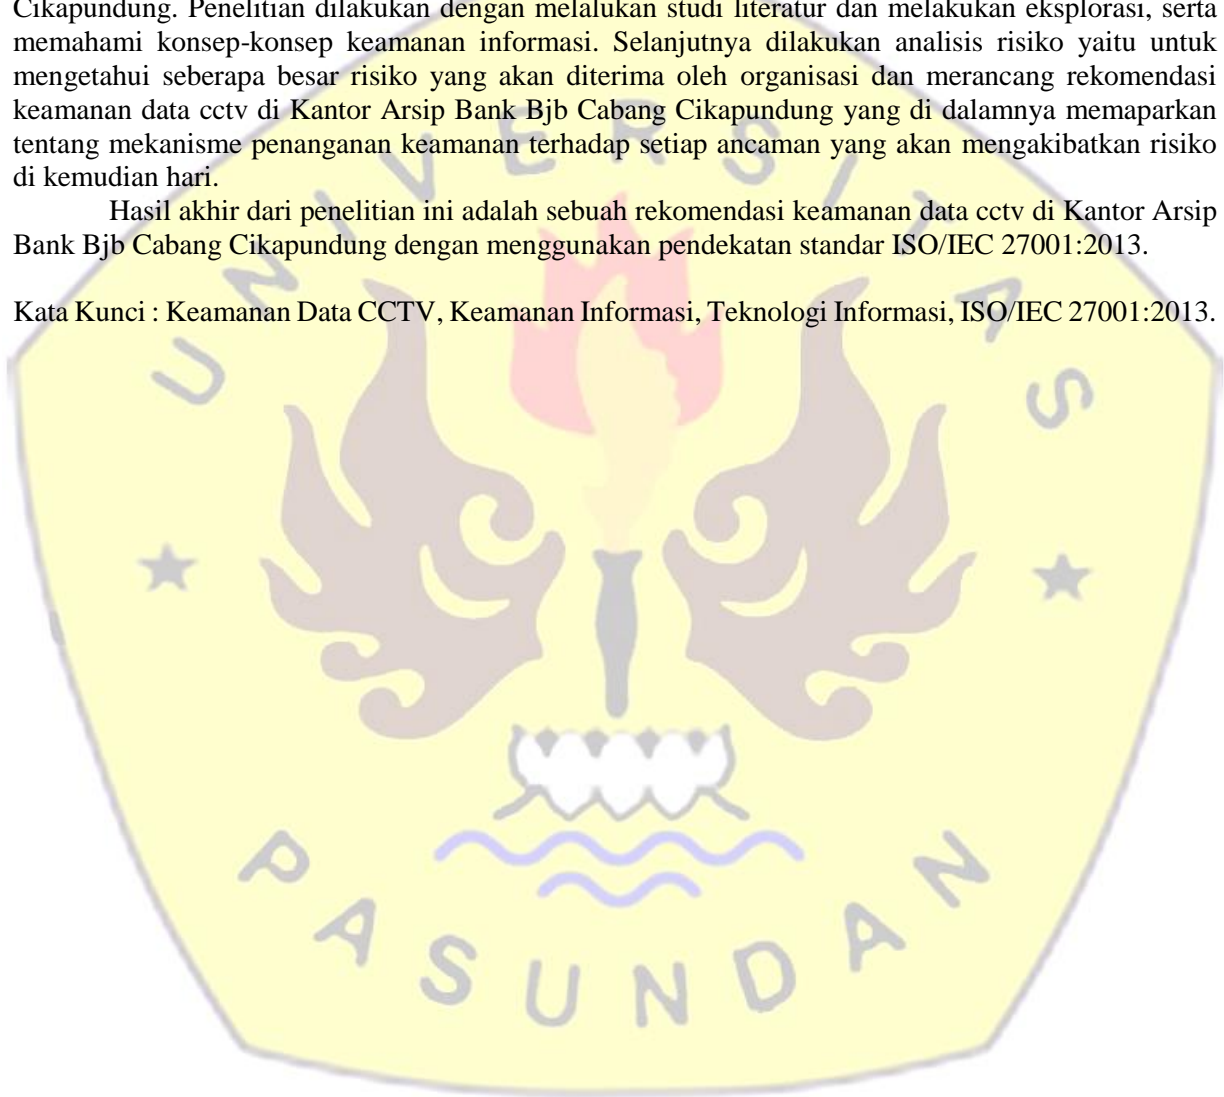 Cikapundung. Penelitian dilakukan dengan melalukan studi literatur dan melakukan eksplorasi, serta
memahami konsep-konsep keamanan informasi. Selanjutnya dilakukan analisis risiko yaitu untuk
mengetahui seberapa besar risiko yang akan diterima oleh organisasi dan merancang rekomendasi
keamanan data cctv di Kantor Arsip Bank Bjb Cabang Cikapundung yang di dalamnya memaparkan
tentang mekanisme penanganan keamanan terhadap setiap ancaman yang akan mengakibatkan risiko
di kemudian hari.
Hasil akhir dari penelitian ini adalah sebuah rekomendasi keamanan data cctv di Kantor Arsip
Bank Bjb Cabang Cikapundung dengan menggunakan pendekatan standar ISO/IEC 27001:2013.
Kata Kunci : Keamanan Data CCTV, Keamanan Informasi, Teknologi Informasi, ISO/IEC 27001:2013.
UNIVERSITAS
PASUNDAN